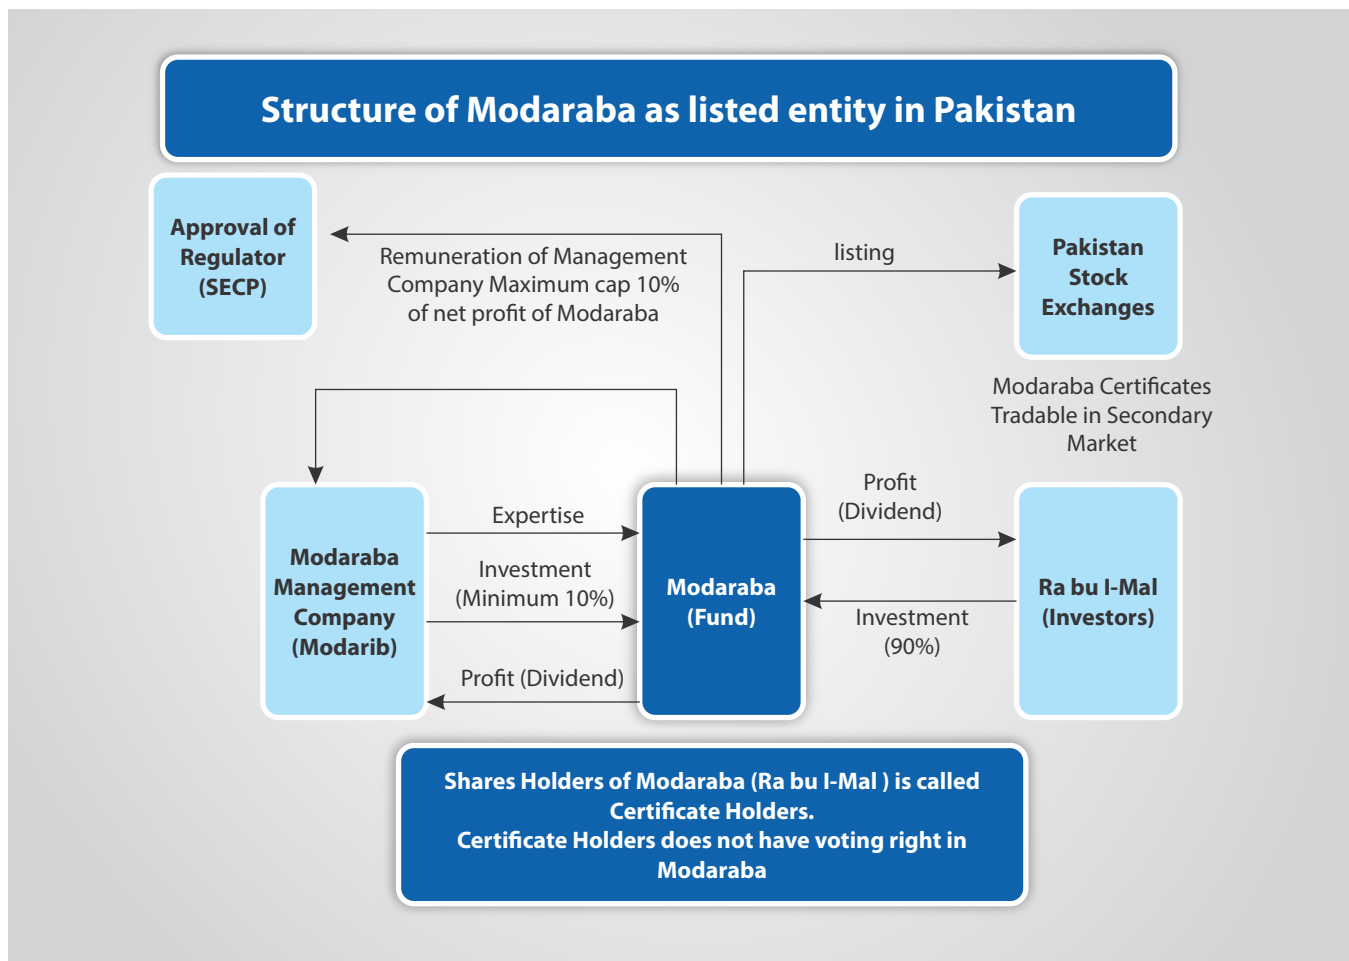 Structure of Modaraba as listed entity in Pakistan
Approval of
Regulator
(SECP)
Remuneration of Management
Company Maximum cap 10%
of net profit of Modaraba
listing
Pakistan
Stock
Exchanges
Modaraba Certificates
Tradable in Secondary
Market
Modaraba
Management
Company
(Modarib)
Expertise
Investment
(Minimum 10%)
Profit (Dividend)
Modaraba
(Fund)
Profit
(Dividend)
Investment
(90%)
Ra bu I-Mal
(Investors)
Shares Holders of Modaraba (Ra bu I-Mal ) is called
Certificate Holders.
Certificate Holders does not have voting right in
Modaraba